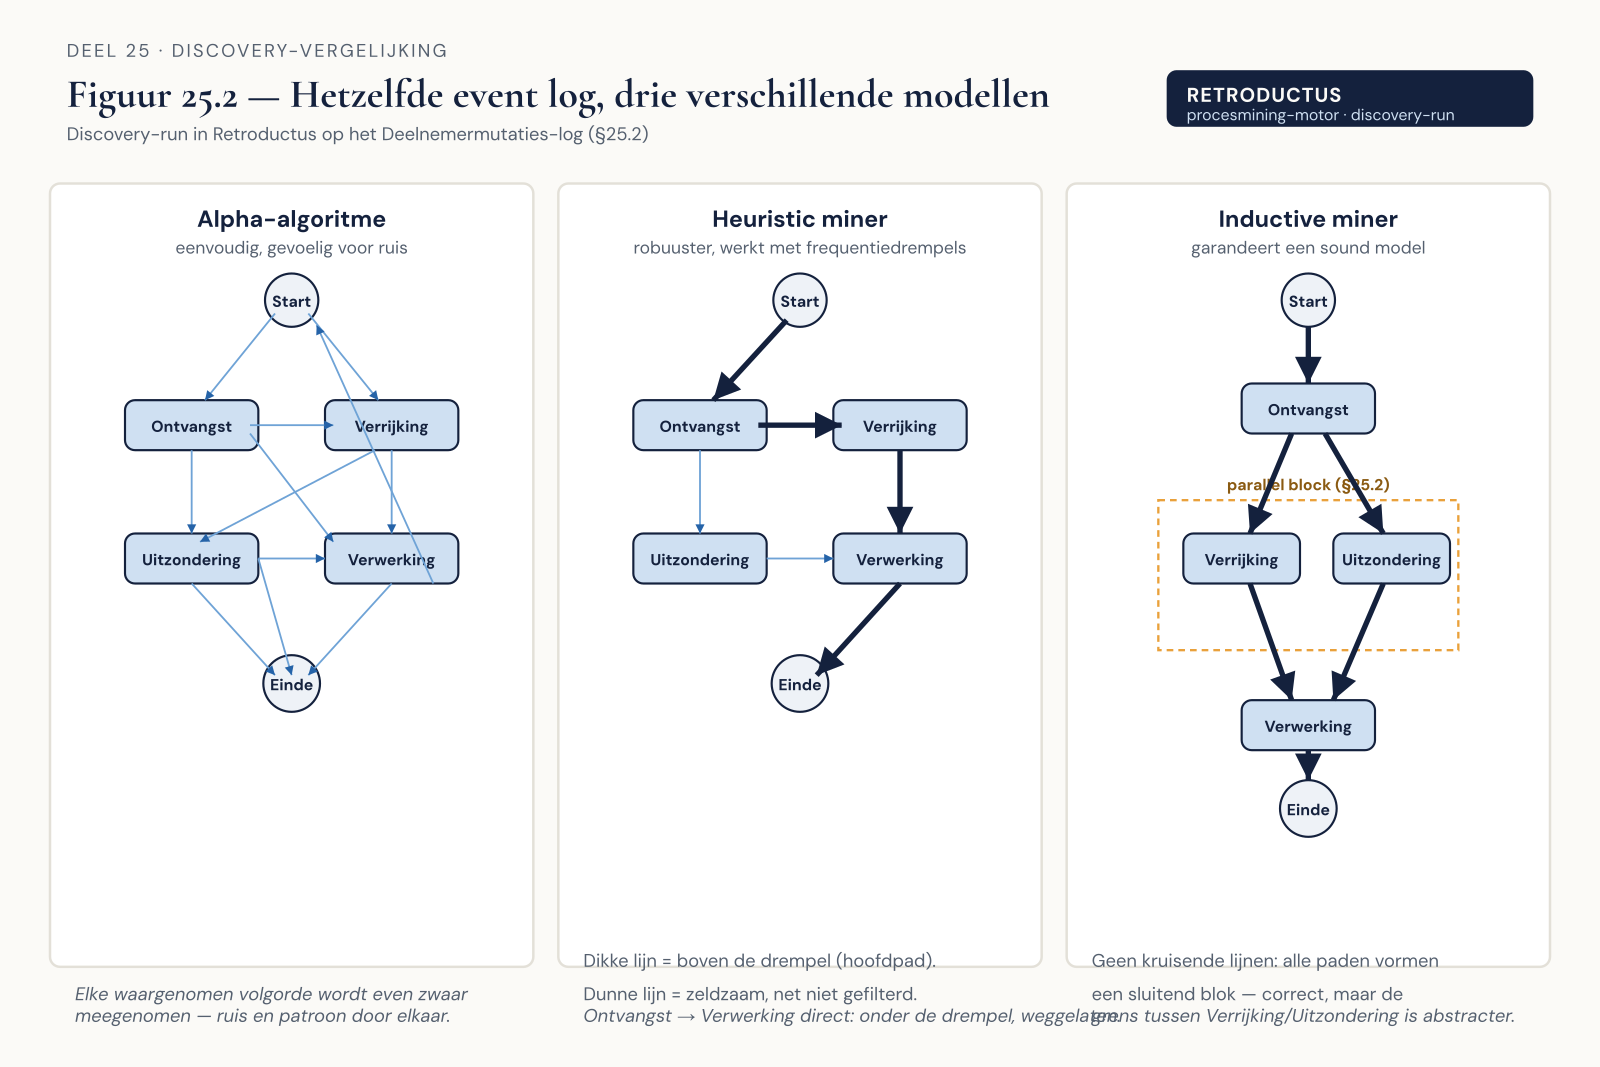 DEEL 25 · DISCOVERY-VERGELIJKING
Figuur 25.2 — Hetzelfde event log, drie verschillende modellen
Discovery-run in Retroductus op het Deelnemermutaties-log (§25.2)
RETRODUCTUS
procesmining-motor · discovery-run
Alpha-algoritme
eenvoudig, gevoelig voor ruis
Start
Ontvangst
Verrijking
Uitzondering
Verwerking
Einde
Elke waargenomen volgorde wordt even zwaar
meegenomen — ruis en patroon door elkaar.
Heuristic miner
robuuster, werkt met frequentiedrempels
Start
Ontvangst
Verrijking
Uitzondering
Verwerking
Einde
Dikke lijn = boven de drempel (hoofdpad).
Dunne lijn = zeldzaam, net niet gefilterd.
Ontvangst → Verwerking direct: onder de drempel, weggelaten.
Inductive miner
garandeert een sound model
Start
Ontvangst
parallel block (§25.2)
Verrijking
Uitzondering
Verwerking
Einde
Geen kruisende lijnen: alle paden vormen
een sluitend blok — correct, maar de
grens tussen Verrijking/Uitzondering is abstracter.